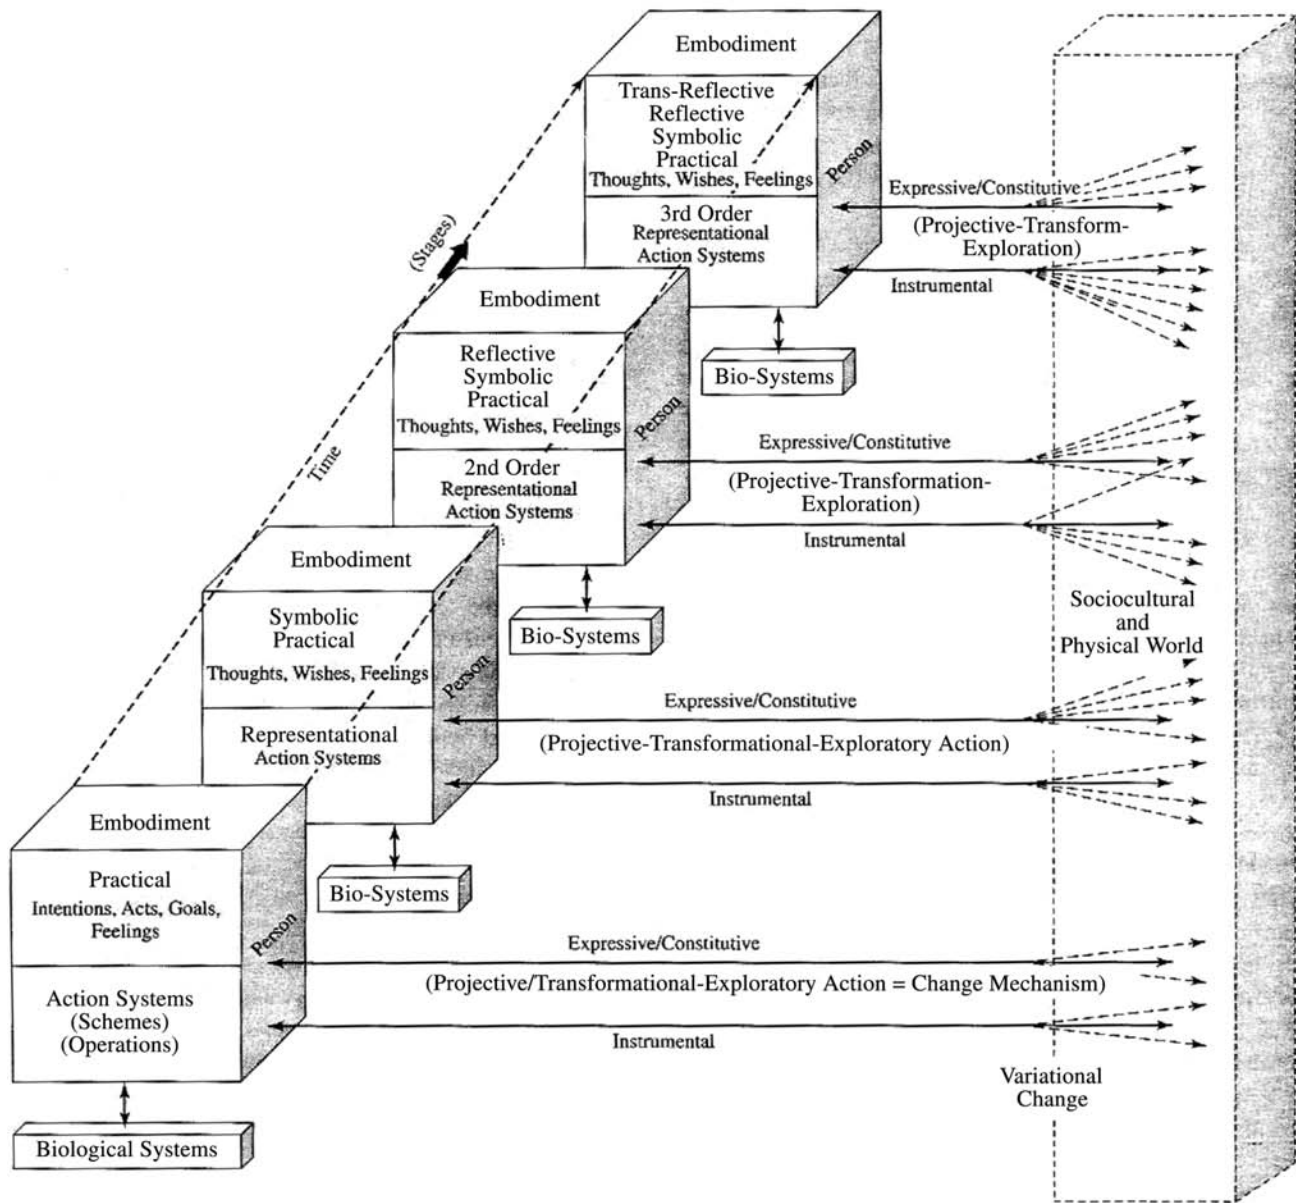 Embodiment
Trans-Reflective
Reflective
Symbolic
Practical
Thoughts, Wishes, Feelings
Person
3rd Order
Representational
Action Systems
Expressive/Constitutive
(Projective-Transform-
Exploration)
Instrumental
Bio-Systems
(Stages)
Time
Embodiment
Reflective
Symbolic
Practical
Thoughts, Wishes, Feelings
Person
2nd Order
Representational
Action Systems
Expressive/Constitutive
(Projective-Transformation-
Exploration)
Instrumental
Bio-Systems
Sociocultural
and
Physical World
Embodiment
Symbolic
Practical
Thoughts, Wishes, Feelings
Person
Representational
Action Systems
Expressive/Constitutive
(Projective-Transformational-Exploratory Action)
Instrumental
Bio-Systems
Embodiment
Practical
Intentions, Acts, Goals,
Feelings
Person
Action Systems
(Schemes)
(Operations)
Expressive/Constitutive
(Projective/Transformational-Exploratory Action = Change Mechanism)
Instrumental
Variational
Change
Biological Systems